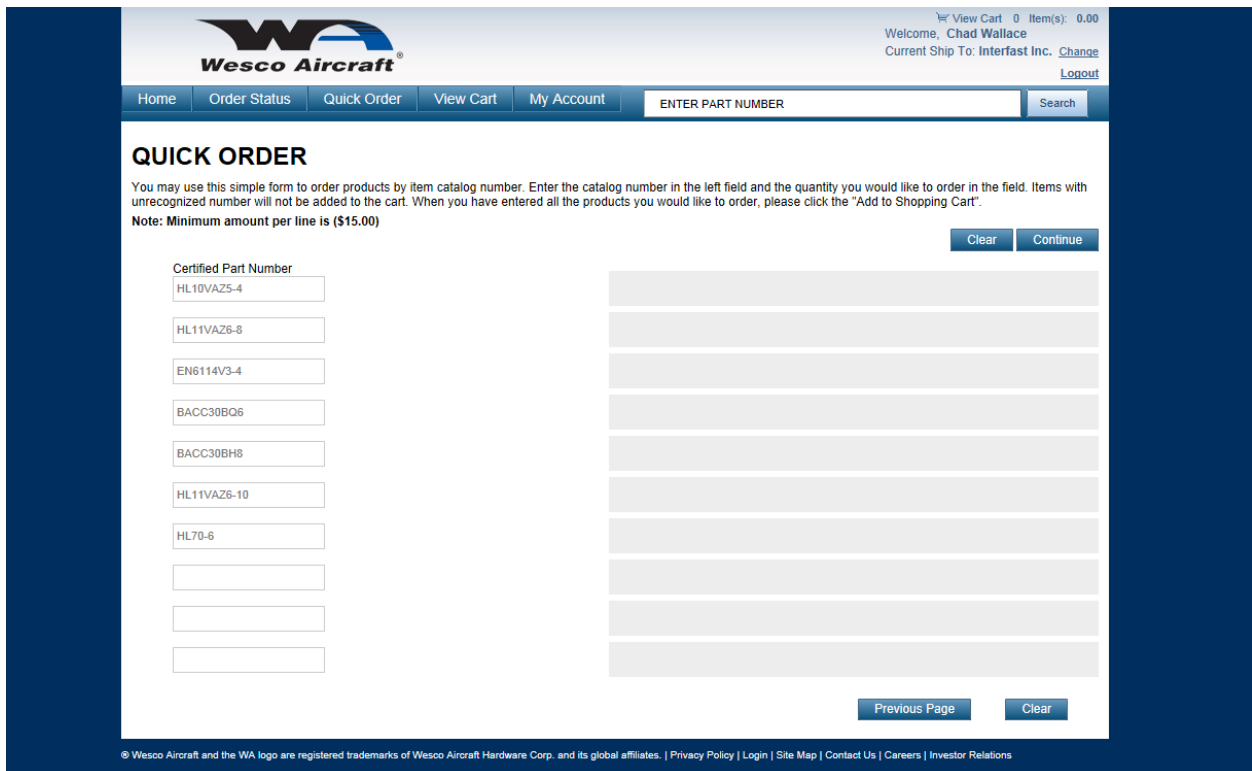 View Cart 0 Item(s): 0.00
Welcome, Chad Wallace
Current Ship To: Interfast Inc. Change
Logout
WA
Wesco Aircraft®
Home Order Status Quick Order View Cart My Account ENTER PART NUMBER Search
QUICK ORDER
You may use this simple form to order products by item catalog number. Enter the catalog number in the left field and the quantity you would like to order in the field. Items with
unrecognized number will not be added to the cart. When you have entered all the products you would like to order, please click the "Add to Shopping Cart".
Note: Minimum amount per line is ($15.00)
Clear Continue
Certified Part Number
HL10VAZ5-4
HL11VAZ6-8
EN6114V3-4
BACC30BQ6
BACC30BH8
HL11VAZ6-10
HL70-6
Previous Page Clear
® Wesco Aircraft and the WA logo are registered trademarks of Wesco Aircraft Hardware Corp. and its global affiliates. | Privacy Policy | Login | Site Map | Contact Us | Careers | Investor Relations